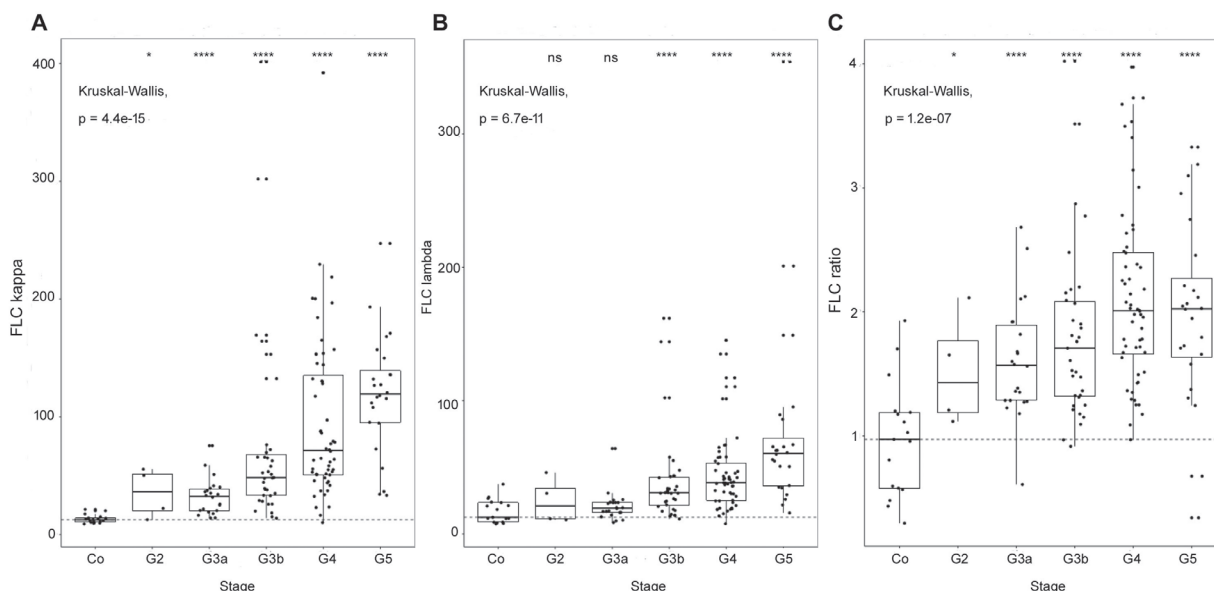 A
* **** **** **** ****
400
300
200
100
0
Kruskal-Wallis,
p = 4.4e-15
FLC kappa
Co G2 G3a G3b G4 G5
Stage
B
ns ns **** **** ****
300
200
100
0
Kruskal-Wallis,
p = 6.7e-11
FLC lambda
Co G2 G3a G3b G4 G5
Stage
C
* **** **** **** ****
4
3
2
1
Kruskal-Wallis,
p = 1.2e-07
FLC ratio
Co G2 G3a G3b G4 G5
Stage